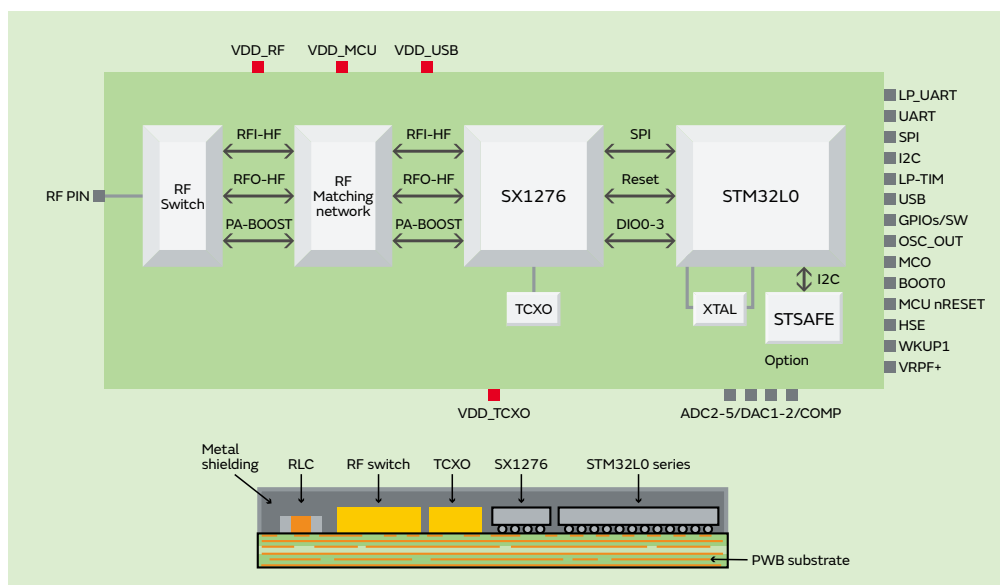 VDD_RF
VDD_MCU
VDD_USB
LP_UART
UART
SPI
I2C
LP-TIM
USB
GPIOs/SW
OSC_OUT
MCO
BOOT0
MCU nRESET
HSE
WKUP1
VRPF+
RF PIN
RF
Switch
RFI-HF
RFO-HF
PA-BOOST
RF
Matching
network
RFI-HF
RFO-HF
PA-BOOST
SX1276
SPI
Reset
DIO0-3
STM32L0
TCXO
XTAL
I2C
STSAFE
Option
VDD_TCXO
ADC2-5/DAC1-2/COMP
Metal
shielding
RLC
RF switch
TCXO
SX1276
STM32L0 series
PWB substrate